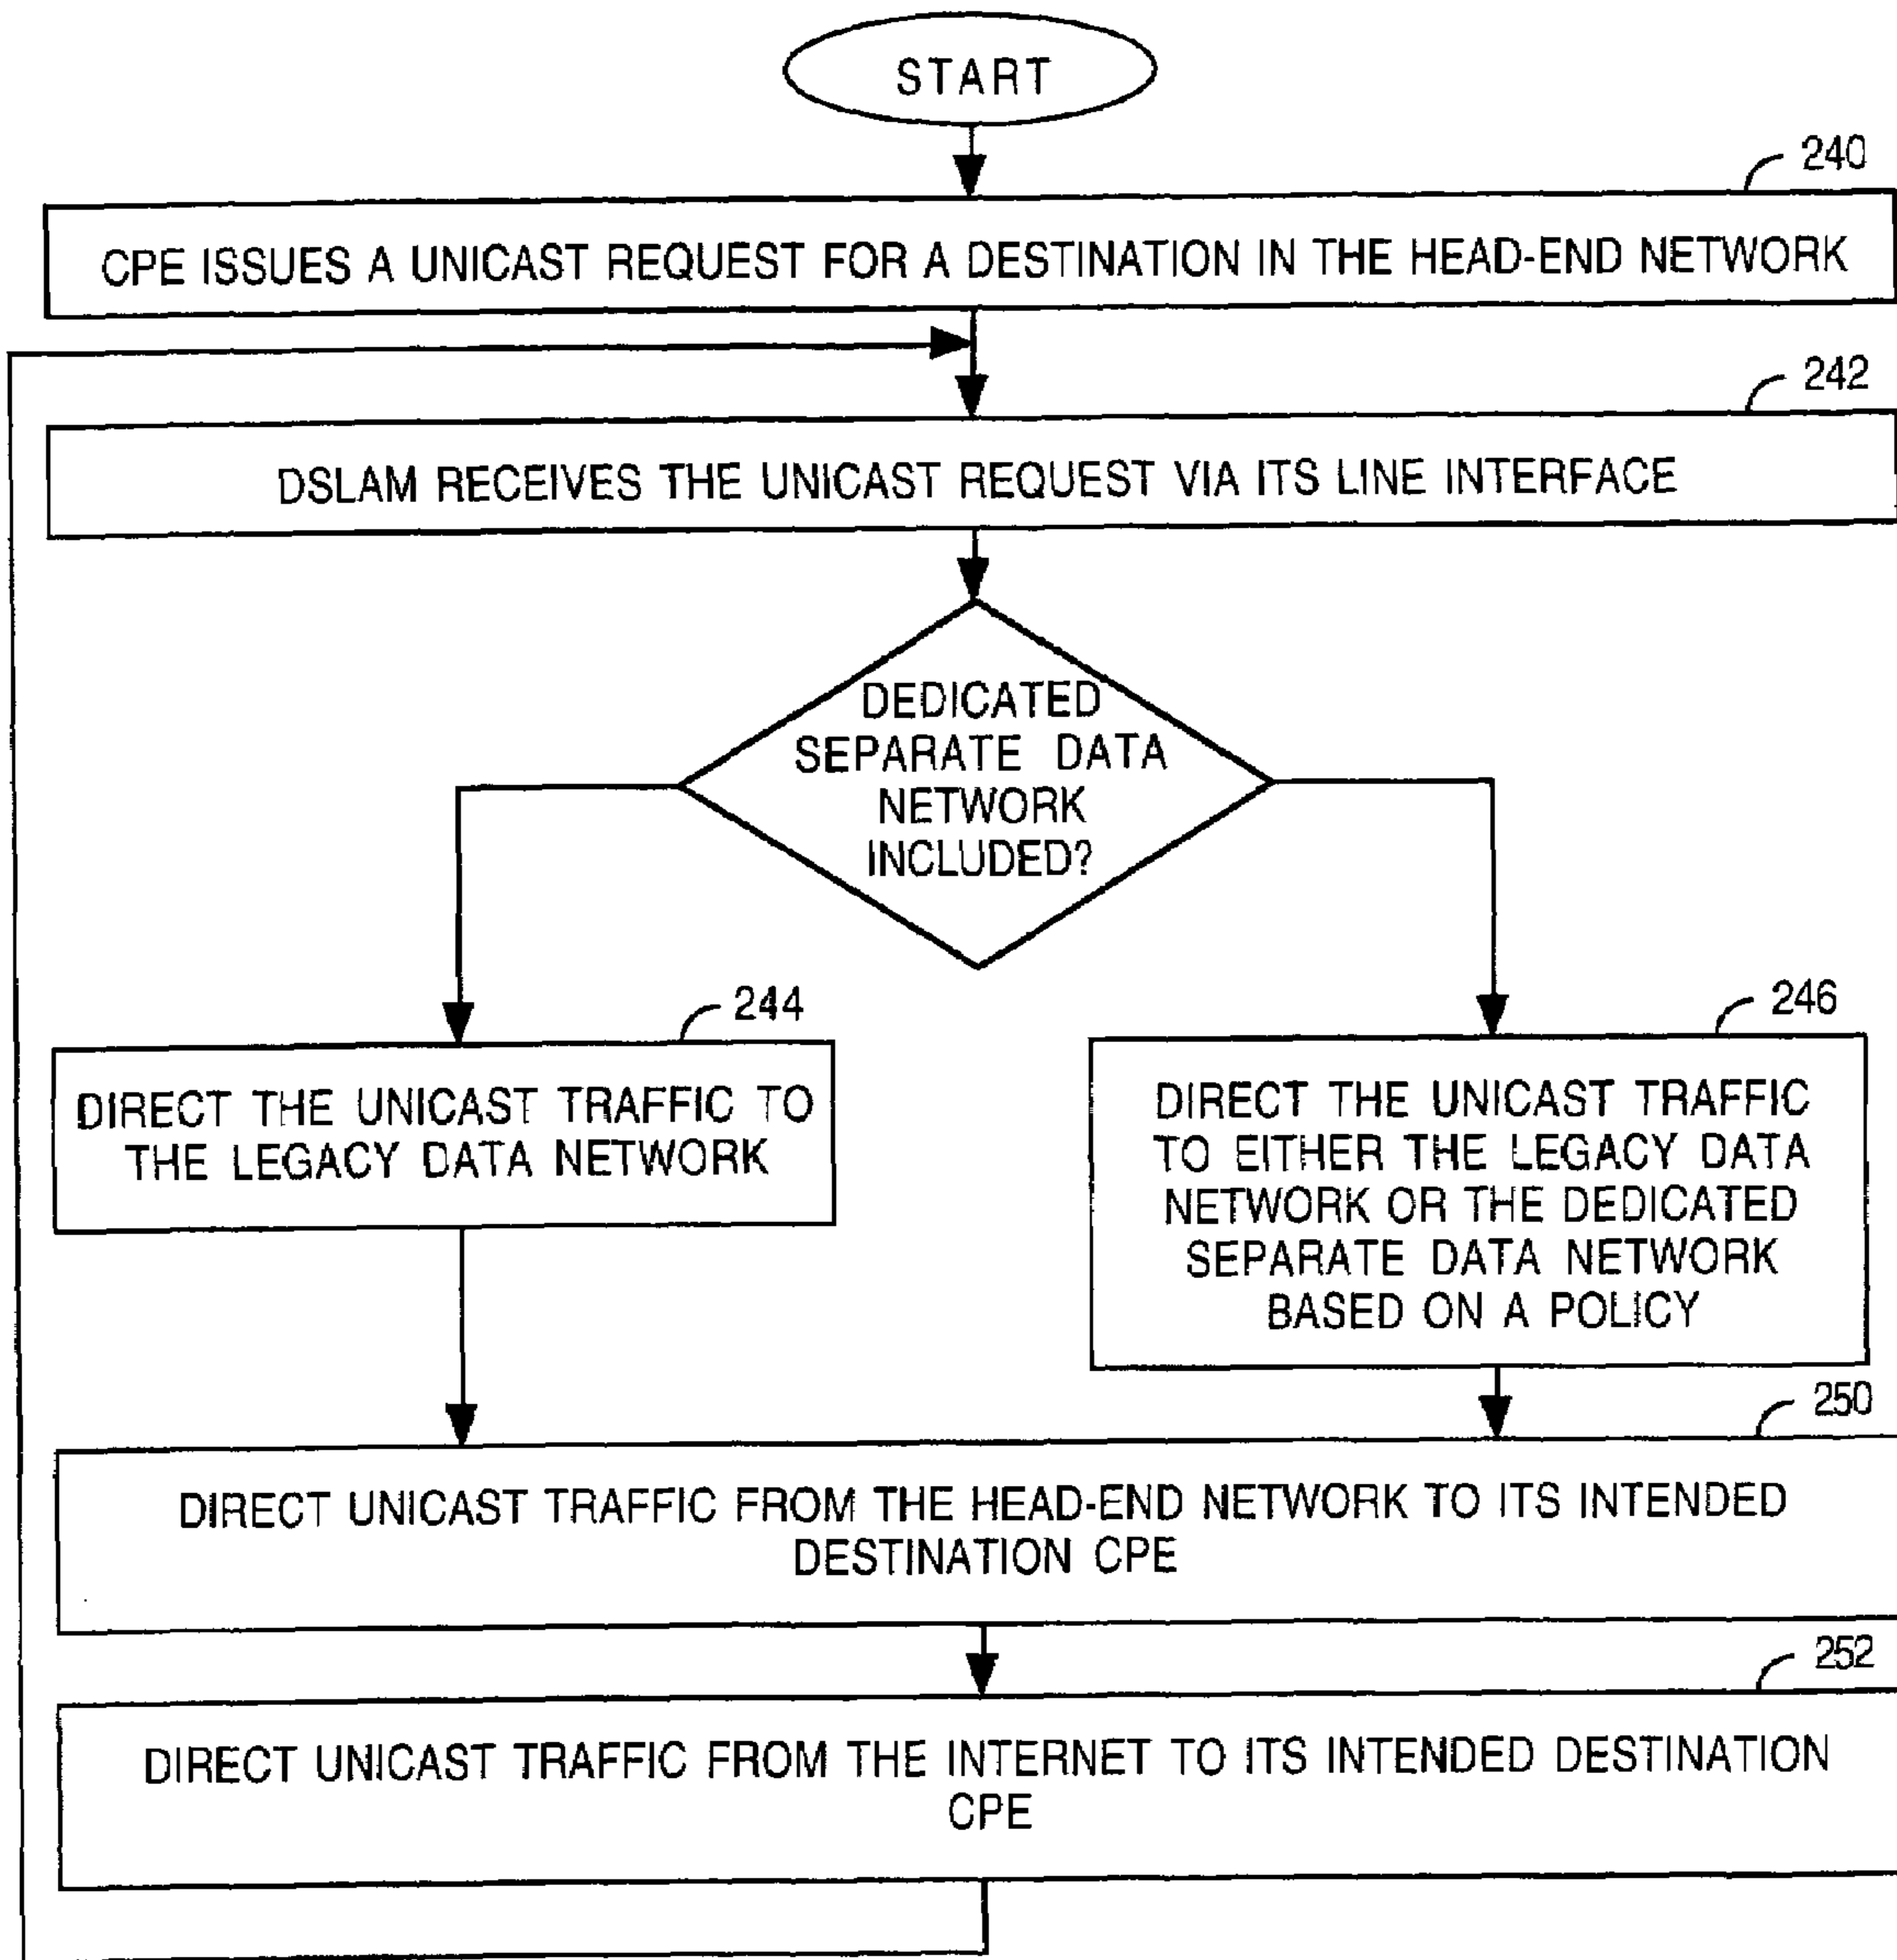 START
240
CPE ISSUES A UNICAST REQUEST FOR A DESTINATION IN THE HEAD-END NETWORK
242
DSLAM RECEIVES THE UNICAST REQUEST VIA ITS LINE INTERFACE
DEDICATED
SEPARATE DATA
NETWORK
INCLUDED?
244
DIRECT THE UNICAST TRAFFIC TO
THE LEGACY DATA NETWORK
246
DIRECT THE UNICAST TRAFFIC
TO EITHER THE LEGACY DATA
NETWORK OR THE DEDICATED
SEPARATE DATA NETWORK
BASED ON A POLICY
250
DIRECT UNICAST TRAFFIC FROM THE HEAD-END NETWORK TO ITS INTENDED
DESTINATION CPE
252
DIRECT UNICAST TRAFFIC FROM THE INTERNET TO ITS INTENDED DESTINATION
CPE